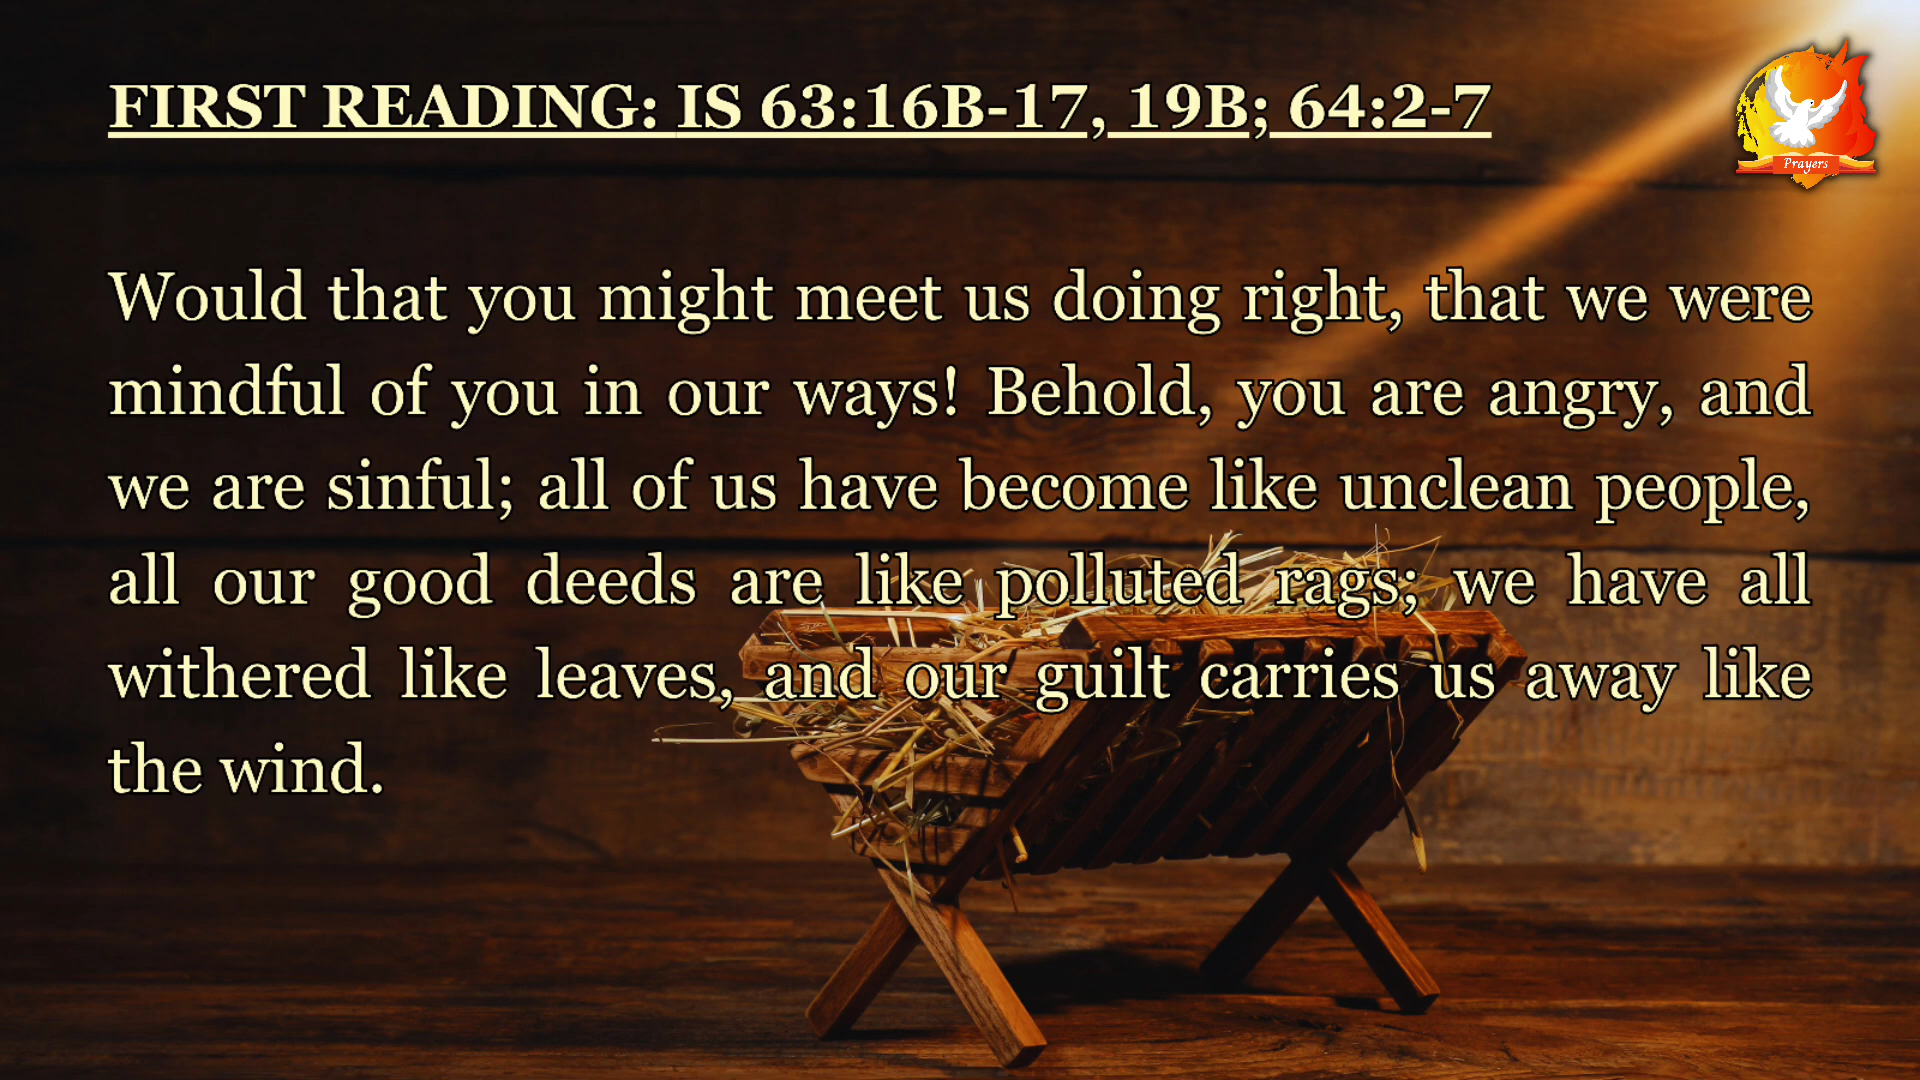 FIRST READING: IS 63:16B-17, 19B; 64:2-7
Prayers
Would that you might meet us doing right, that we were
mindful of you in our ways! Behold, you are angry, and
we are sinful; all of us have become like unclean people,
all our good deeds are like polluted rags; we have all
withered like leaves, and our guilt carries us away like
the wind.